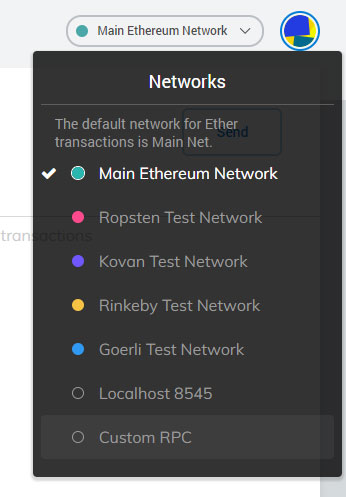 Main Ethereum Network
Networks
The default network for Ether
transactions is Main Net.
Send
Main Ethereum Network
Ropsten Test Network
transactions
Kovan Test Network
Rinkeby Test Network
Goerli Test Network
Localhost 8545
Custom RPC